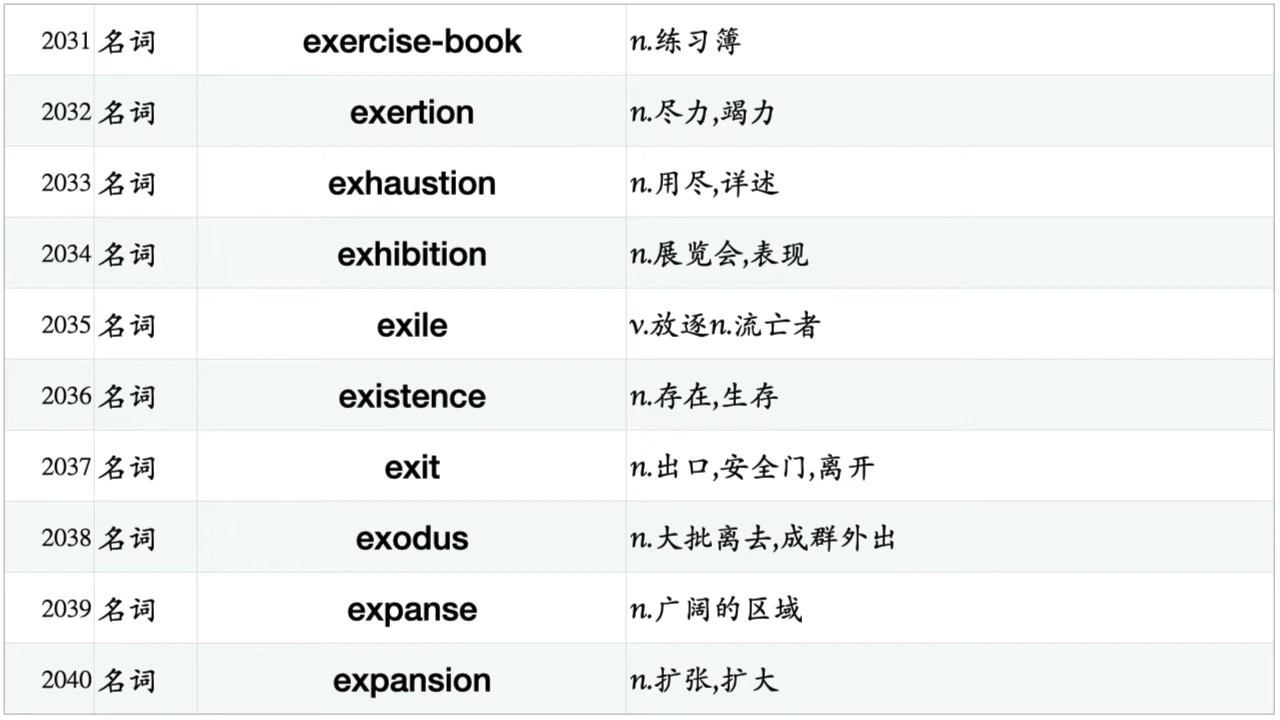 2031 名词 exercise-book n.练习簿
2032 名词 exertion n.尽力,竭力
2033 名词 exhaustion n.用尽,详述
2034 名词 exhibition n.展览会,表现
2035 名词 exile v.放逐n.流亡者
2036 名词 existence n.存在,生存
2037 名词 exit n.出口,安全门,离开
2038 名词 exodus n.大批离去,成群外出
2039 名词 expanse n.广阔的区域
2040 名词 expansion n.扩张,扩大